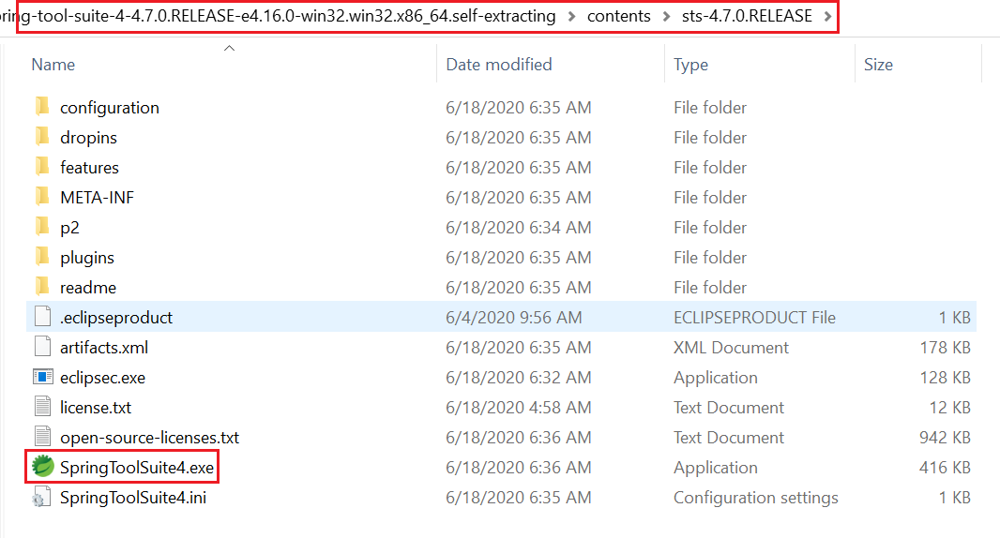 ring-tool-suite-4-4.7.0.RELEASE-e4.16.0-win32.win32.x86_64.self-extracting > contents > sts-4.7.0.RELEASE >
Name Date modified Type Size
configuration 6/18/2020 6:35 AM File folder
dropins 6/18/2020 6:35 AM File folder
features 6/18/2020 6:35 AM File folder
META-INF 6/18/2020 6:35 AM File folder
p2 6/18/2020 6:34 AM File folder
plugins 6/18/2020 6:35 AM File folder
readme 6/18/2020 6:35 AM File folder
.eclipseproduct 6/4/2020 9:56 AM ECLIPSEPRODUCT File 1 KB
artifacts.xml 6/18/2020 6:35 AM XML Document 178 KB
eclipsec.exe 6/18/2020 6:32 AM Application 128 KB
license.txt 6/18/2020 4:58 AM Text Document 12 KB
open-source-licenses.txt 6/18/2020 6:36 AM Text Document 942 KB
SpringToolSuite4.exe 6/18/2020 6:36 AM Application 416 KB
SpringToolSuite4.ini 6/18/2020 6:35 AM Configuration settings 1 KB